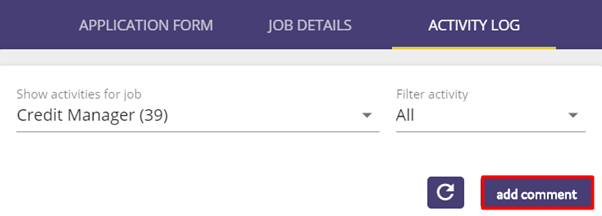 APPLICATION FORM JOB DETAILS ACTIVITY LOG
Show activities for job Filter activity
Credit Manager (39) All
add comment